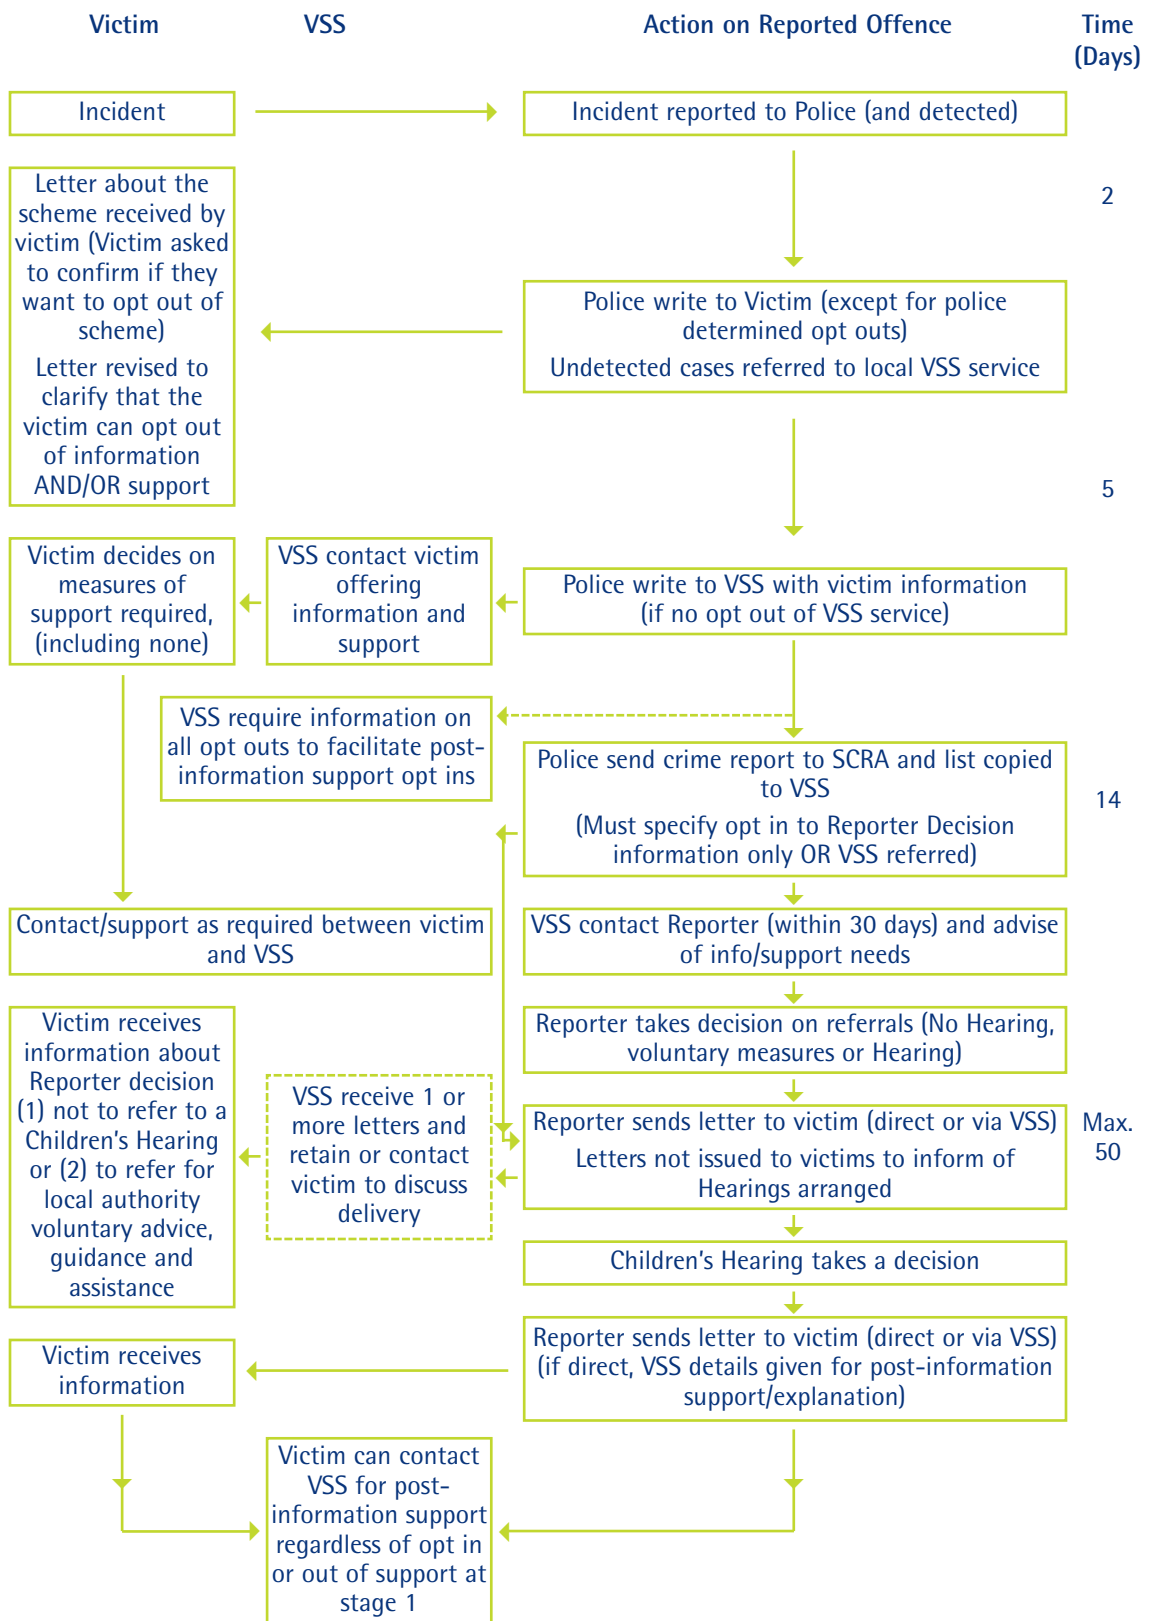 Victim
VSS
Action on Reported Offence
Time
(Days)
Incident
Incident reported to Police (and detected)
Letter about the
scheme received by
victim (Victim asked
to confirm if they
want to opt out of
scheme)
Letter revised to
clarify that the
victim can opt out
of information
AND/OR support
2
Police write to Victim (except for police
determined opt outs)
Undetected cases referred to local VSS service
5
Victim decides on
measures of
support required,
(including none)
VSS contact victim
offering
information and
support
Police write to VSS with victim information
(if no opt out of VSS service)
VSS require information on
all opt outs to facilitate post-
information support opt ins
Police send crime report to SCRA and list copied
to VSS
(Must specify opt in to Reporter Decision
information only OR VSS referred)
14
Contact/support as required between victim
and VSS
VSS contact Reporter (within 30 days) and advise
of info/support needs
Victim receives
information about
Reporter decision
(1) not to refer to a
Children's Hearing
or (2) to refer for
local authority
voluntary advice,
guidance and
assistance
Reporter takes decision on referrals (No Hearing,
voluntary measures or Hearing)
VSS receive 1 or
more letters and
retain or contact
victim to discuss
delivery
Reporter sends letter to victim (direct or via VSS)
Letters not issued to victims to inform of
Hearings arranged
Max.
50
Children's Hearing takes a decision
Victim receives
information
Reporter sends letter to victim (direct or via VSS)
(if direct, VSS details given for post-information
support/explanation)
Victim can contact
VSS for post-
information support
regardless of opt in
or out of support at
stage 1